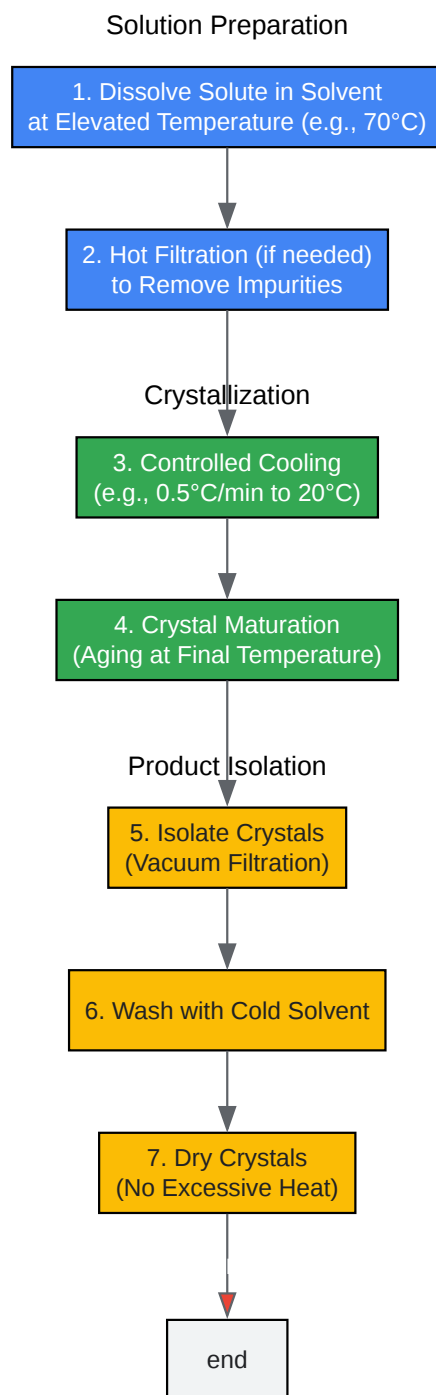 Solution Preparation
1. Dissolve Solute in Solvent
at Elevated Temperature (e.g., 70°C)
2. Hot Filtration (if needed)
to Remove Impurities
Crystallization
3. Controlled Cooling
(e.g., 0.5°C/min to 20°C)
4. Crystal Maturation
(Aging at Final Temperature)
Product Isolation
5. Isolate Crystals
(Vacuum Filtration)
6. Wash with Cold Solvent
7. Dry Crystals
(No Excessive Heat)
end